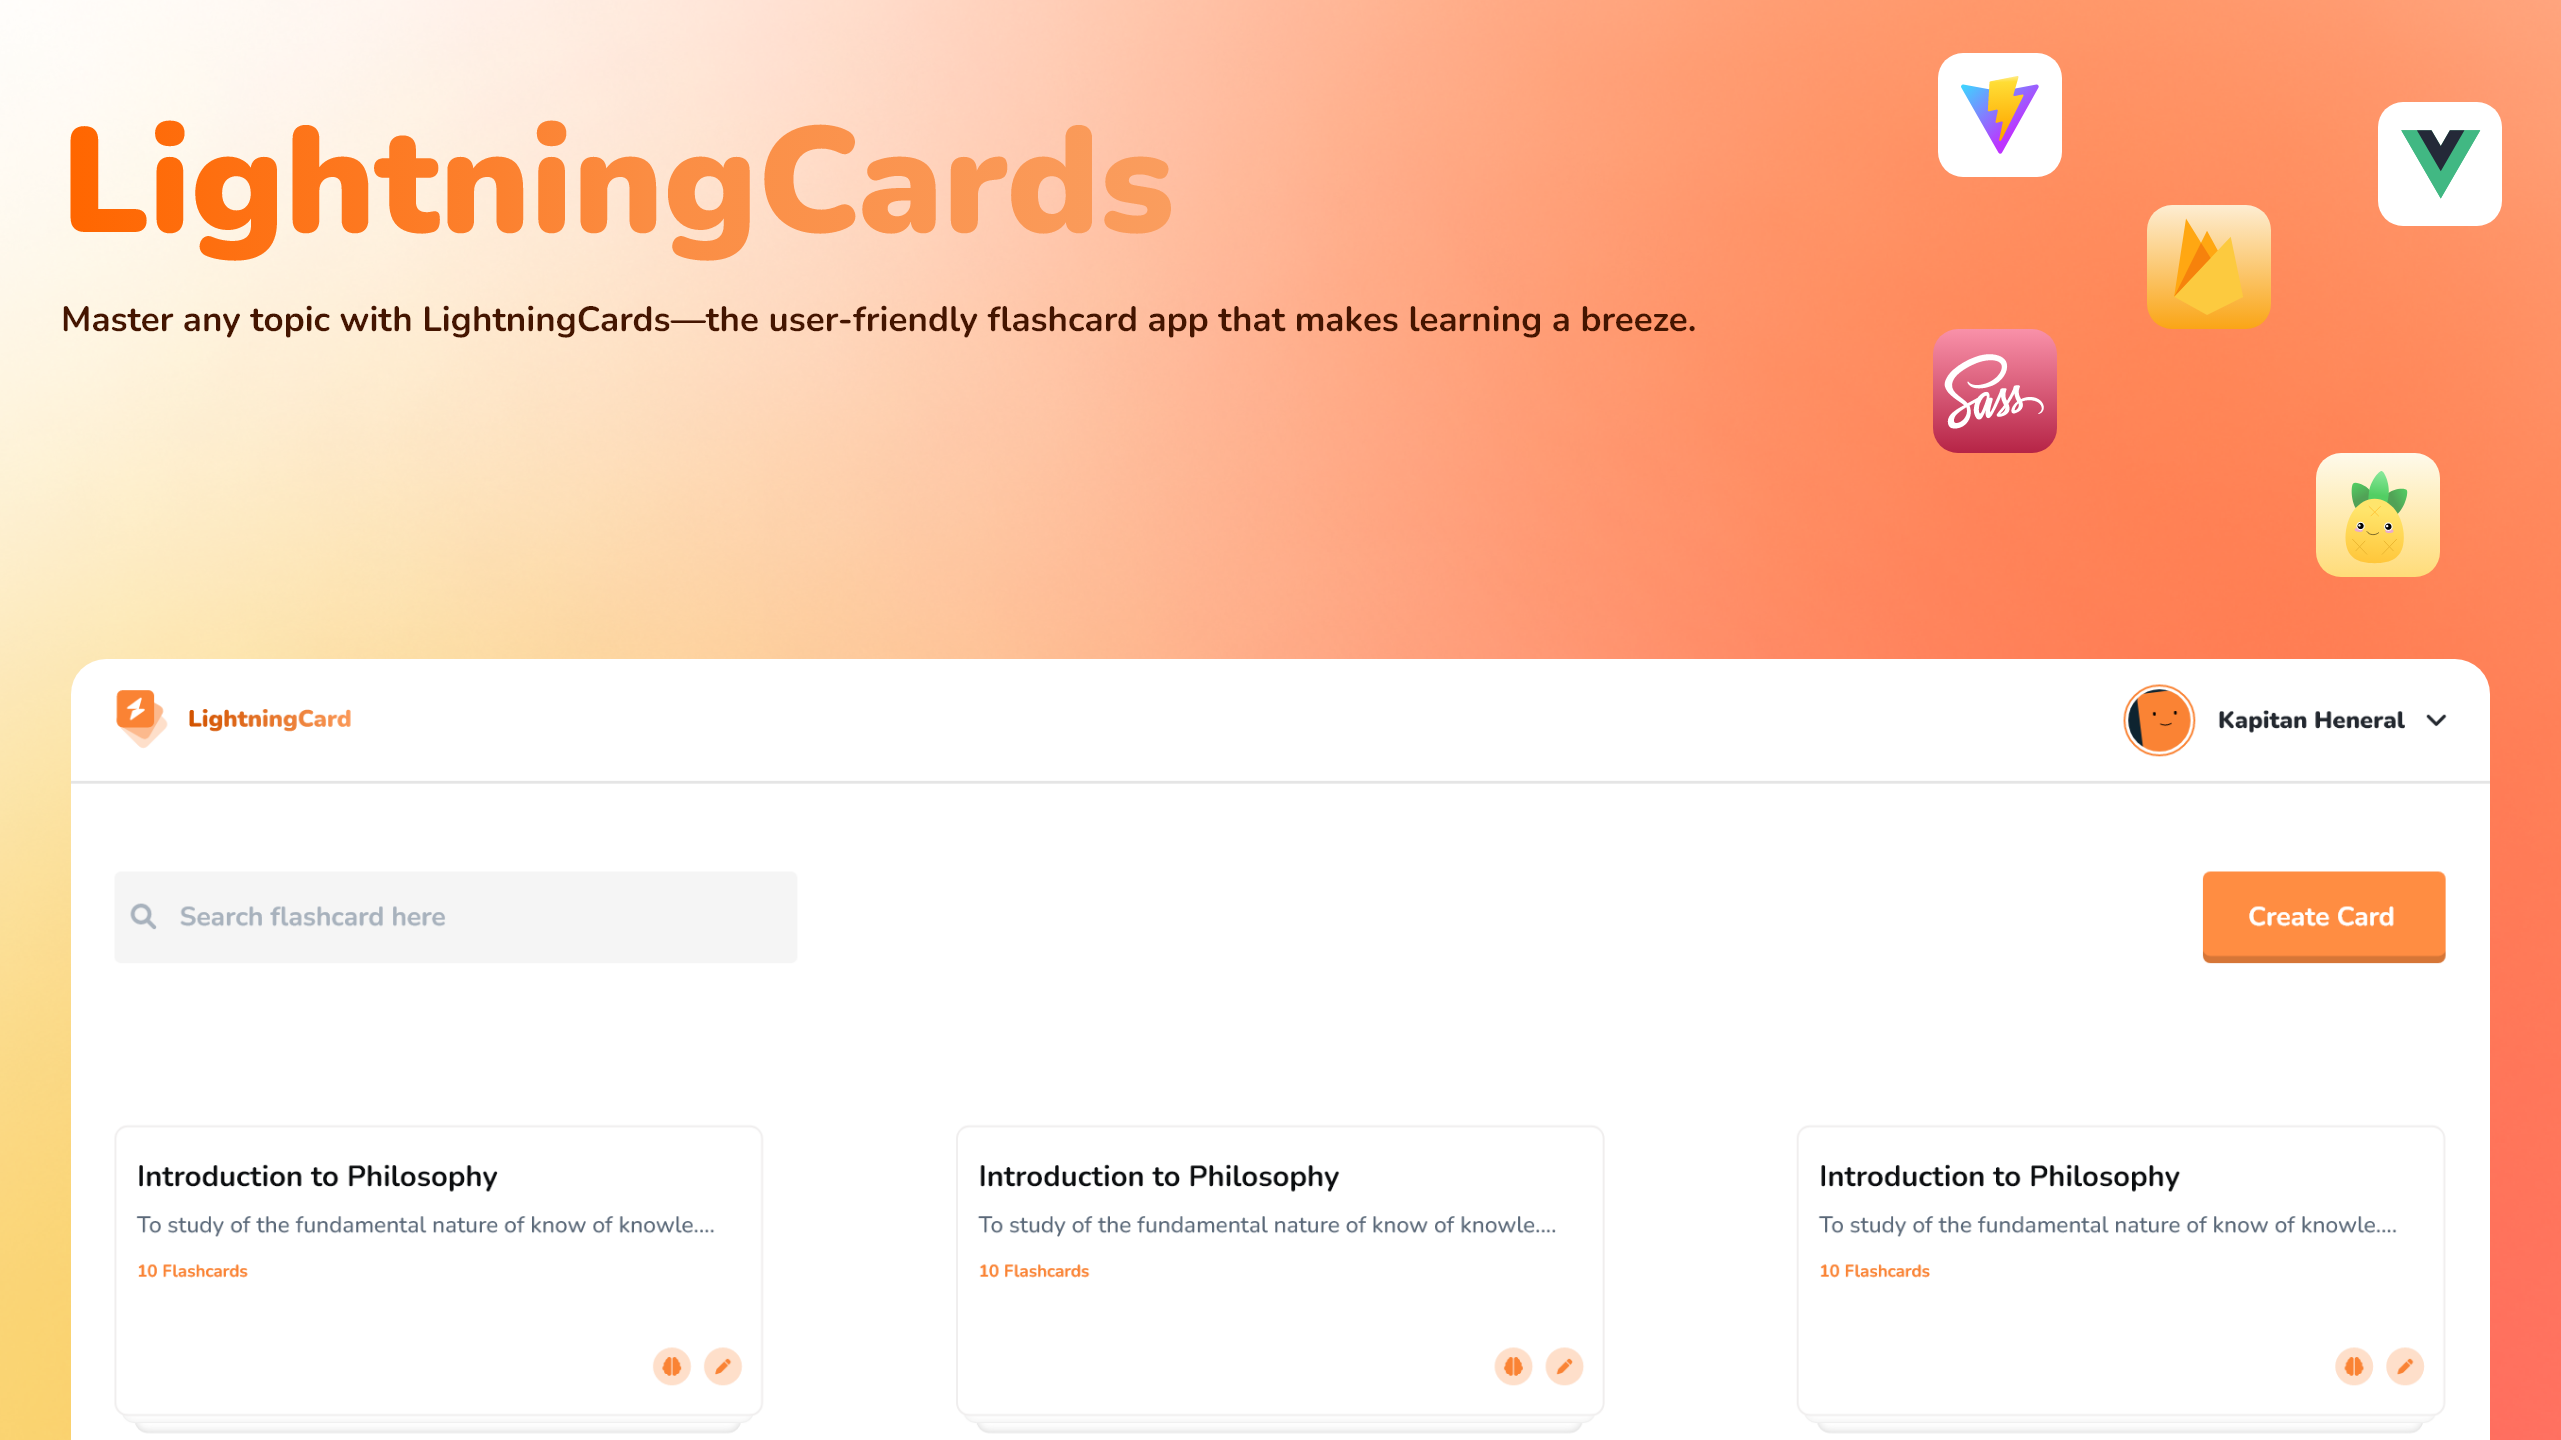 LightningCards
Master any topic with LightningCards—the user-friendly flashcard app that makes learning a breeze.
Sass
LightningCard
Kapitan Heneral
Search flashcard here
Create Card
Introduction to Philosophy
To study of the fundamental nature of know of knowle....
10 Flashcards
Introduction to Philosophy
To study of the fundamental nature of know of knowle....
10 Flashcards
Introduction to Philosophy
To study of the fundamental nature of know of knowle....
10 Flashcards